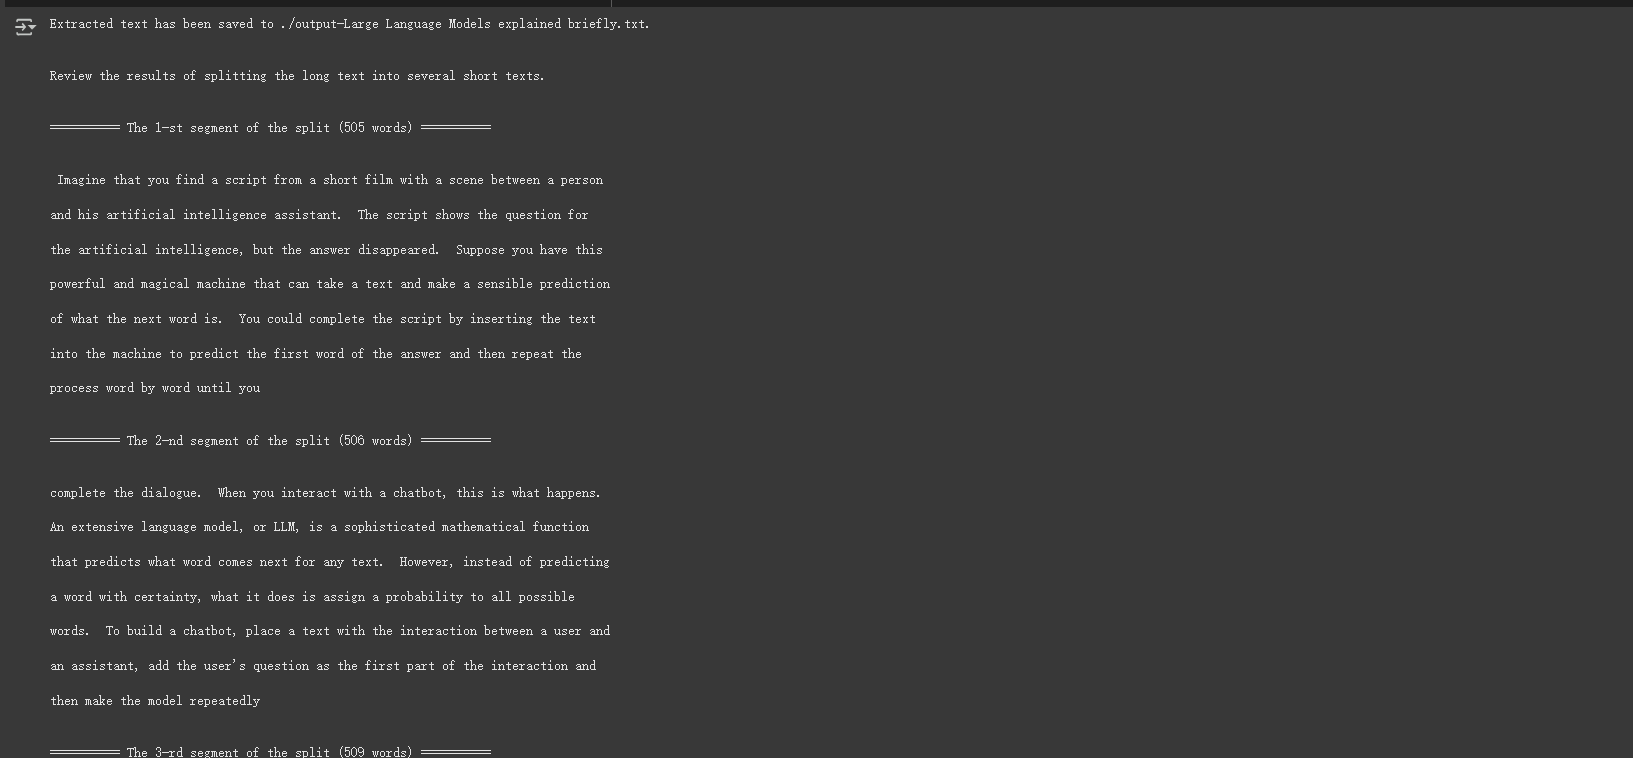 Extracted text has been saved to ./output-Large Language Models explained briefly.txt.
Review the results of splitting the long text into several short texts.
========== The 1-st segment of the split (505 words) ==========
Imagine that you find a script from a short film with a scene between a person
and his artificial intelligence assistant.  The script shows the question for
the artificial intelligence, but the answer disappeared.  Suppose you have this
powerful and magical machine that can take a text and make a sensible prediction
of what the next word is.  You could complete the script by inserting the text
into the machine to predict the first word of the answer and then repeat the
process word by word until you
========== The 2-nd segment of the split (506 words) ==========
complete the dialogue.  When you interact with a chatbot, this is what happens.
An extensive language model, or LLM, is a sophisticated mathematical function
that predicts what word comes next for any text.  However, instead of predicting
a word with certainty, what it does is assign a probability to all possible
words.  To build a chatbot, place a text with the interaction between a user and
an assistant, add the user's question as the first part of the interaction and
then make the model repeatedly
========== The 3-rd segment of the split (509 words) ==========